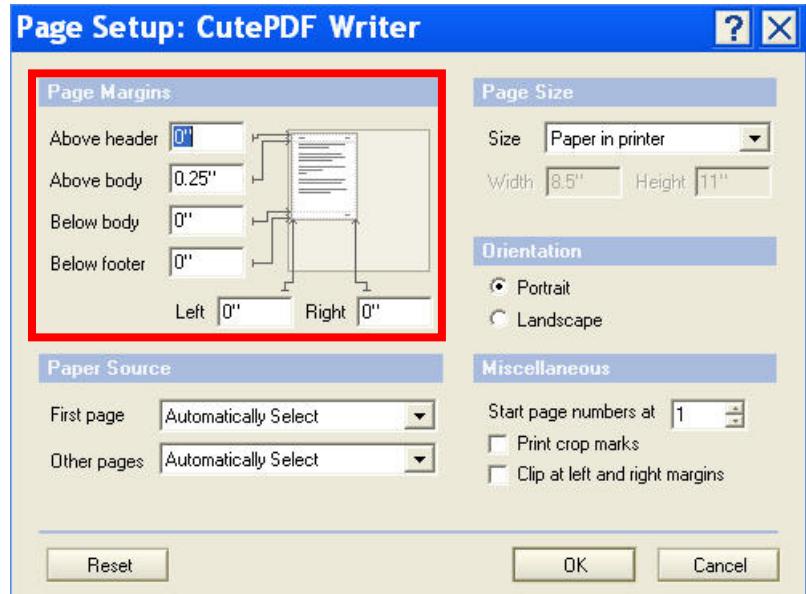 Page Setup: CutePDF Writer
Page Margins
Above header 0"
Above body 0.25"
Below body 0"
Below footer 0"
Left 0" Right 0"
Page Size
Size Paper in printer
Width 8.5" Height 11"
Orientation
Portrait
Landscape
Paper Source
First page Automatically Select
Other pages Automatically Select
Miscellaneous
Start page numbers at 1
Print crop marks
Clip at left and right margins
Reset OK Cancel